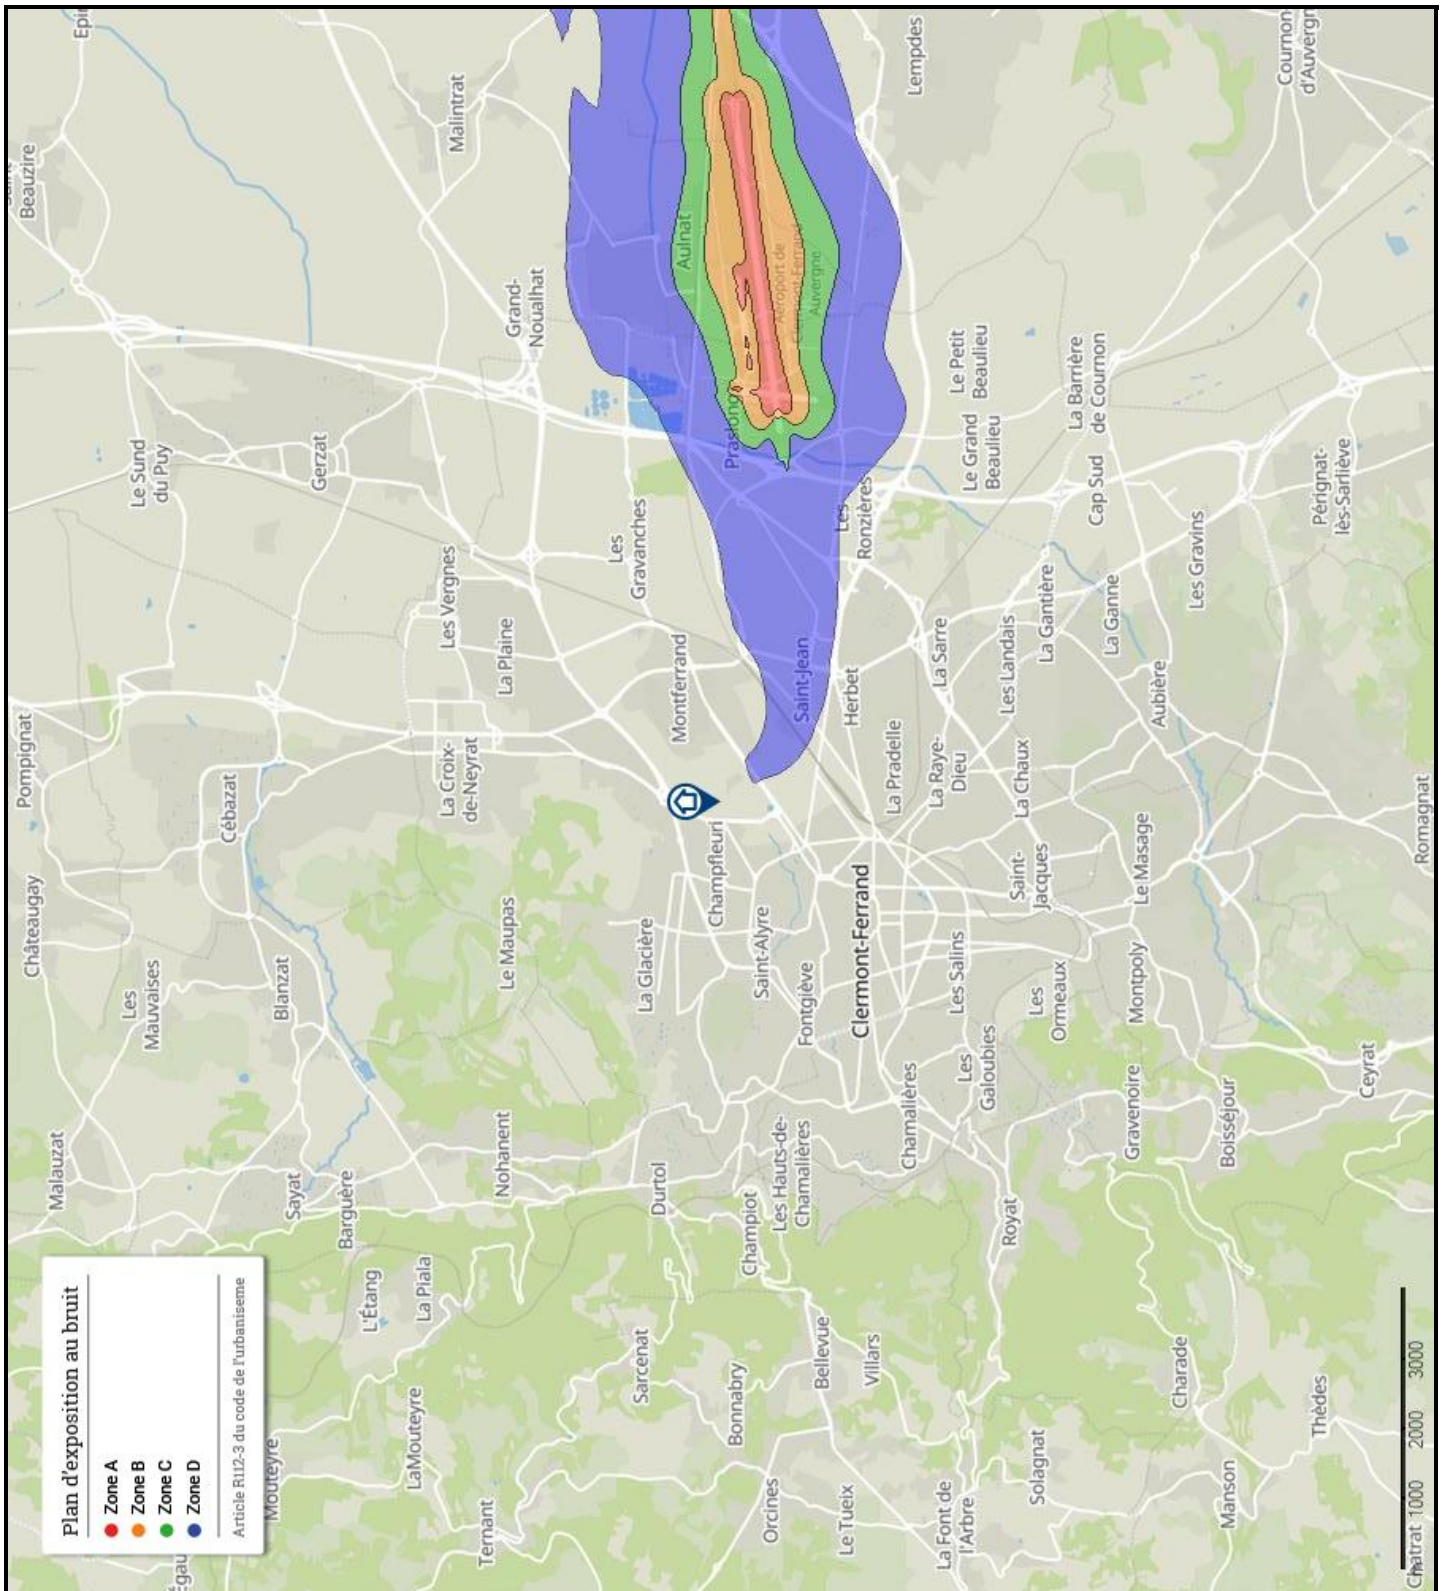 Plan d'exposition au bruit
Zone A
Zone B
Zone C
Zone D
Article R112-3 du code de l'urbaniseme
Mouteyre
LaMouteyre
Ternant
L'Étang
La Piala
Malauzat
Sayat
Barguère
Nohanent
Châteaugay
Les
Mauvaises
Blanzat
Le Maupas
Pompignat
Cébazat
La Croix-
de-Neyrat
Le Sund
du Puy
Gerzat
Les Vergnes
La Plaine
Beauzire
Malintrat
Grand-
Noualhat
Les
Gravanches
Montferrand
Aulnat
Praslong
Aéroport de
Clermont-Ferrand
Auvergne
Lempdes
Cournon-
d'Auvergn
Saint-Jean
Les
Ronzières
Herbet
La Pradelle
La Raye-
Dieu
La Sarre
Le Petit
Beaulieu
Le Grand
Beaulieu
La Barrière
de Cournon
Cap Sud
La Gantière
Les Landais
La Ganne
Les Gravins
Pérignat-
lès-Sarliève
Aubière
La Chaux
Saint-
Jacques
Le Masage
Romagnat
Champfleuri
La Glacière
Saint-Alyre
Fontgiève
Clermont-Ferrand
Les Salins
Les
Ormeaux
Montpoly
Les
Galoubies
Chamalières
Gravenoire
Boisséjour
Ceyrat
Durtol
Champiot
Les Hauts-de-
Chamalières
Royat
Sarcenat
Bonnabry
Bellevue
Villars
Charade
Thèdes
Orcines
Le Tueix
La Font de
l'Arbre
Solagnat
Manson
Chatrat
1000
2000
3000